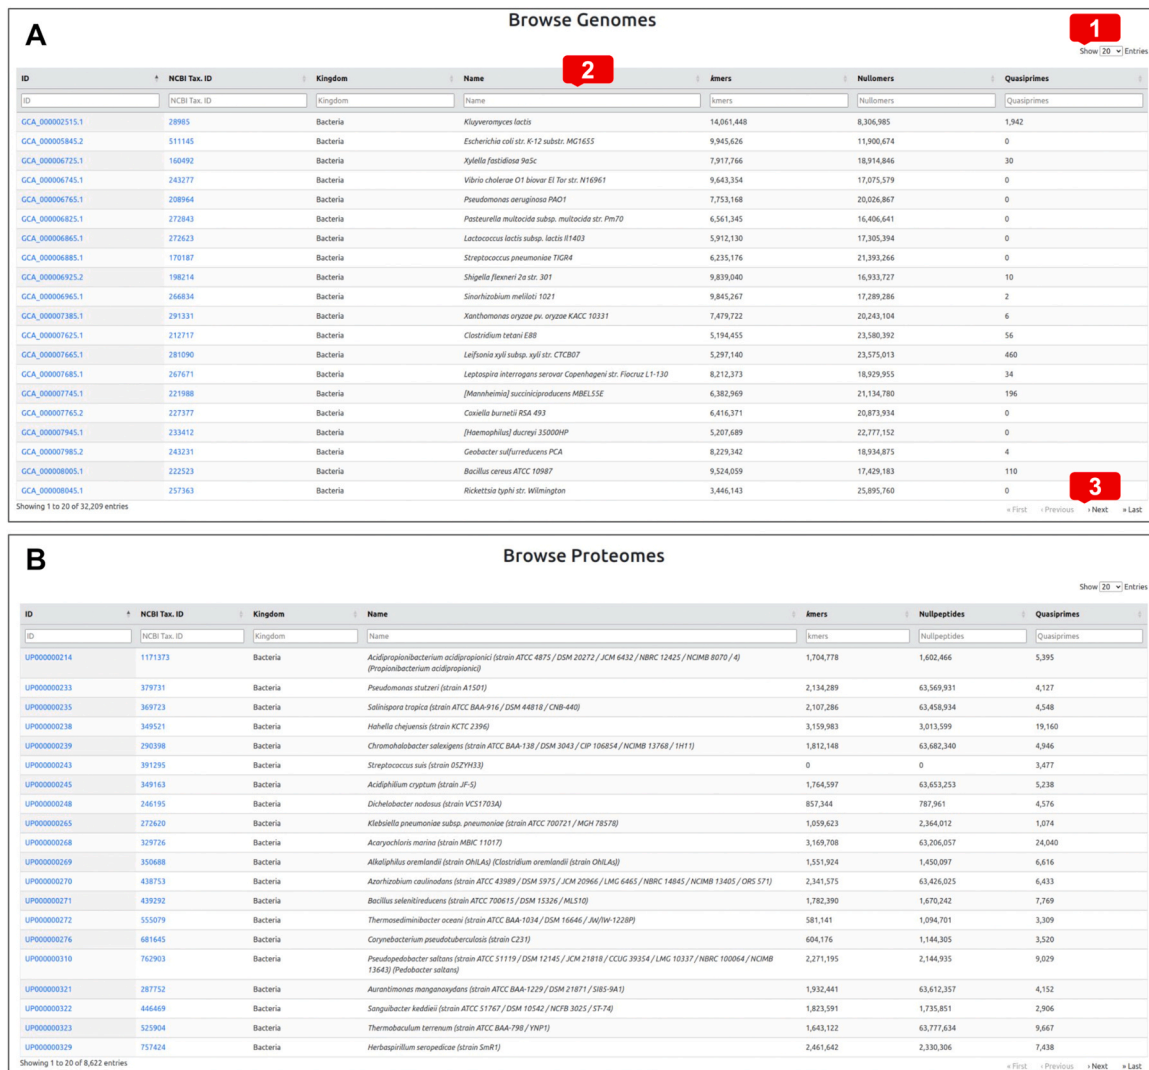 A
Browse Genomes
1
Show 20 Entries
2
ID NCBI Tax. ID Kingdom Name kmers Nullomers Quasiprimes
ID NCBI Tax. ID Kingdom Name kmers Nullomers Quasiprimes
GCA_000002515.1 28985 Bacteria Kluyveromyces lactis 14,061,448 8,306,985 1,942
GCA_000005845.2 511145 Bacteria Escherichia coli str. K-12 substr. MG1655 9,945,626 11,900,674 0
GCA_000006725.1 160492 Bacteria Xylella fastidiosa 9a5c 7,917,766 18,914,846 30
GCA_000006745.1 243277 Bacteria Vibrio cholerae O1 biovar El Tor str. N16961 9,643,354 17,075,579 0
GCA_000006765.1 208964 Bacteria Pseudomonas aeruginosa PAO1 7,753,168 20,026,867 0
GCA_000006825.1 272843 Bacteria Pasteurella multocida subsp. multocida str. Pm70 6,561,345 16,406,641 0
GCA_000006865.1 272623 Bacteria Lactococcus lactis subsp. lactis Il1403 5,912,130 17,305,394 0
GCA_000006885.1 170187 Bacteria Streptococcus pneumoniae TIGR4 6,235,176 21,393,266 0
GCA_000006925.2 198214 Bacteria Shigella flexneri 2a str. 301 9,839,040 16,933,727 10
GCA_000006965.1 266834 Bacteria Sinorhizobium meliloti 1021 9,845,267 17,289,286 2
GCA_000007385.1 291331 Bacteria Xanthomonas oryzae pv. oryzae KACC 10331 7,479,722 20,243,104 6
GCA_000007625.1 212717 Bacteria Clostridium tetani E88 5,194,455 23,580,392 56
GCA_000007665.1 281090 Bacteria Leifsonia xyli subsp. xyli str. CTCB07 5,297,140 23,575,013 460
GCA_000007685.1 267671 Bacteria Leptospira interrogans serovar Copenhageni str. Fiocruz L1-130 8,212,373 18,929,955 34
GCA_000007745.1 221988 Bacteria [Mannheimia] succiniciproducens MBEL55E 6,382,969 21,134,780 196
GCA_000007765.2 227377 Bacteria Coxiella burnetii RSA 493 6,416,371 20,873,934 0
GCA_000007945.1 233412 Bacteria [Haemophilus] ducreyi 35000HP 5,207,689 22,777,152 0
GCA_000007985.2 243231 Bacteria Geobacter sulfurreducens PCA 8,229,342 18,934,875 4
GCA_000008005.1 222523 Bacteria Bacillus cereus ATCC 10987 9,524,059 17,429,183 110
GCA_000008045.1 257363 Bacteria Rickettsia typhi str. Wilmington 3,446,143 25,895,760 0
3
Showing 1 to 20 of 32,209 entries « First ‹ Previous › Next » Last
B
Browse Proteomes
Show 20 Entries
ID NCBI Tax. ID Kingdom Name kmers Nullpeptides Quasiprimes
ID NCBI Tax. ID Kingdom Name kmers Nullpeptides Quasiprimes
UP000000214 1171373 Bacteria Acidipropionibacterium acidipropionici (strain ATCC 4875 / DSM 20272 / JCM 6432 / NBRC 12425 / NCIMB 8070 / 4) 1,704,778 1,602,466 5,395
(Propionibacterium acidipropionici)
UP000000233 379731 Bacteria Pseudomonas stutzeri (strain A1501) 2,134,289 63,569,931 4,127
UP000000235 369723 Bacteria Salinispora tropica (strain ATCC BAA-916 / DSM 44818 / CNB-440) 2,107,286 63,458,934 4,548
UP000000238 349521 Bacteria Hahella chejuensis (strain KCTC 2396) 3,159,983 3,013,599 19,160
UP000000239 290398 Bacteria Chromohalobacter salexigens (strain ATCC BAA-138 / DSM 3043 / CIP 106854 / NCIMB 13768 / 1H11) 1,812,148 63,682,340 4,946
UP000000243 391295 Bacteria Streptococcus suis (strain 05ZYH33) 0 0 3,477
UP000000245 349163 Bacteria Acidiphilium cryptum (strain JF-5) 1,764,597 63,653,253 5,238
UP000000248 246195 Bacteria Dichelobacter nodosus (strain VCS1703A) 857,344 787,961 4,576
UP000000265 272620 Bacteria Klebsiella pneumoniae subsp. pneumoniae (strain ATCC 700721 / MGH 78578) 1,059,623 2,364,012 1,074
UP000000268 329726 Bacteria Acaryochloris marina (strain MBIC 11017) 3,169,708 63,206,057 24,040
UP000000269 350688 Bacteria Alkaliphilus oremlandii (strain OhILAs) (Clostridium oremlandii (strain OhILAs)) 1,551,924 1,450,097 6,616
UP000000270 438753 Bacteria Azorhizobium caulinodans (strain ATCC 43989 / DSM 5975 / JCM 20966 / LMG 6465 / NBRC 14845 / NCIMB 13405 / ORS 571) 2,341,575 63,426,025 6,433
UP000000271 439292 Bacteria Bacillus selenitireducens (strain ATCC 700615 / DSM 15326 / MLS10) 1,782,390 1,670,242 7,769
UP000000272 555079 Bacteria Thermosediminibacter oceani (strain ATCC BAA-1034 / DSM 16646 / JW/IW-1228P) 581,141 1,094,701 3,309
UP000000276 681645 Bacteria Corynebacterium pseudotuberculosis (strain C231) 604,176 1,144,305 3,520
UP000000310 762903 Bacteria Pseudopedobacter saltans (strain ATCC 51119 / DSM 12145 / JCM 21818 / CCUG 39354 / LMG 10337 / NBRC 100064 / NCIMB 2,271,195 2,144,935 9,029
13643) (Pedobacter saltans)
UP000000321 287752 Bacteria Aurantimonas manganoxydans (strain ATCC BAA-1229 / DSM 21871 / SI85-9A1) 1,932,441 63,612,357 4,152
UP000000322 446469 Bacteria Sanguibacter keddieii (strain ATCC 51767 / DSM 10542 / NCFB 3025 / ST-74) 1,823,591 1,735,851 2,906
UP000000323 525904 Bacteria Thermobaculum terrenum (strain ATCC BAA-798 / YNP1) 1,643,122 63,777,634 9,667
UP000000329 757424 Bacteria Herbaspirillum seropedicae (strain SmR1) 2,461,642 2,330,306 7,438
Showing 1 to 20 of 8,622 entries « First ‹ Previous › Next » Last